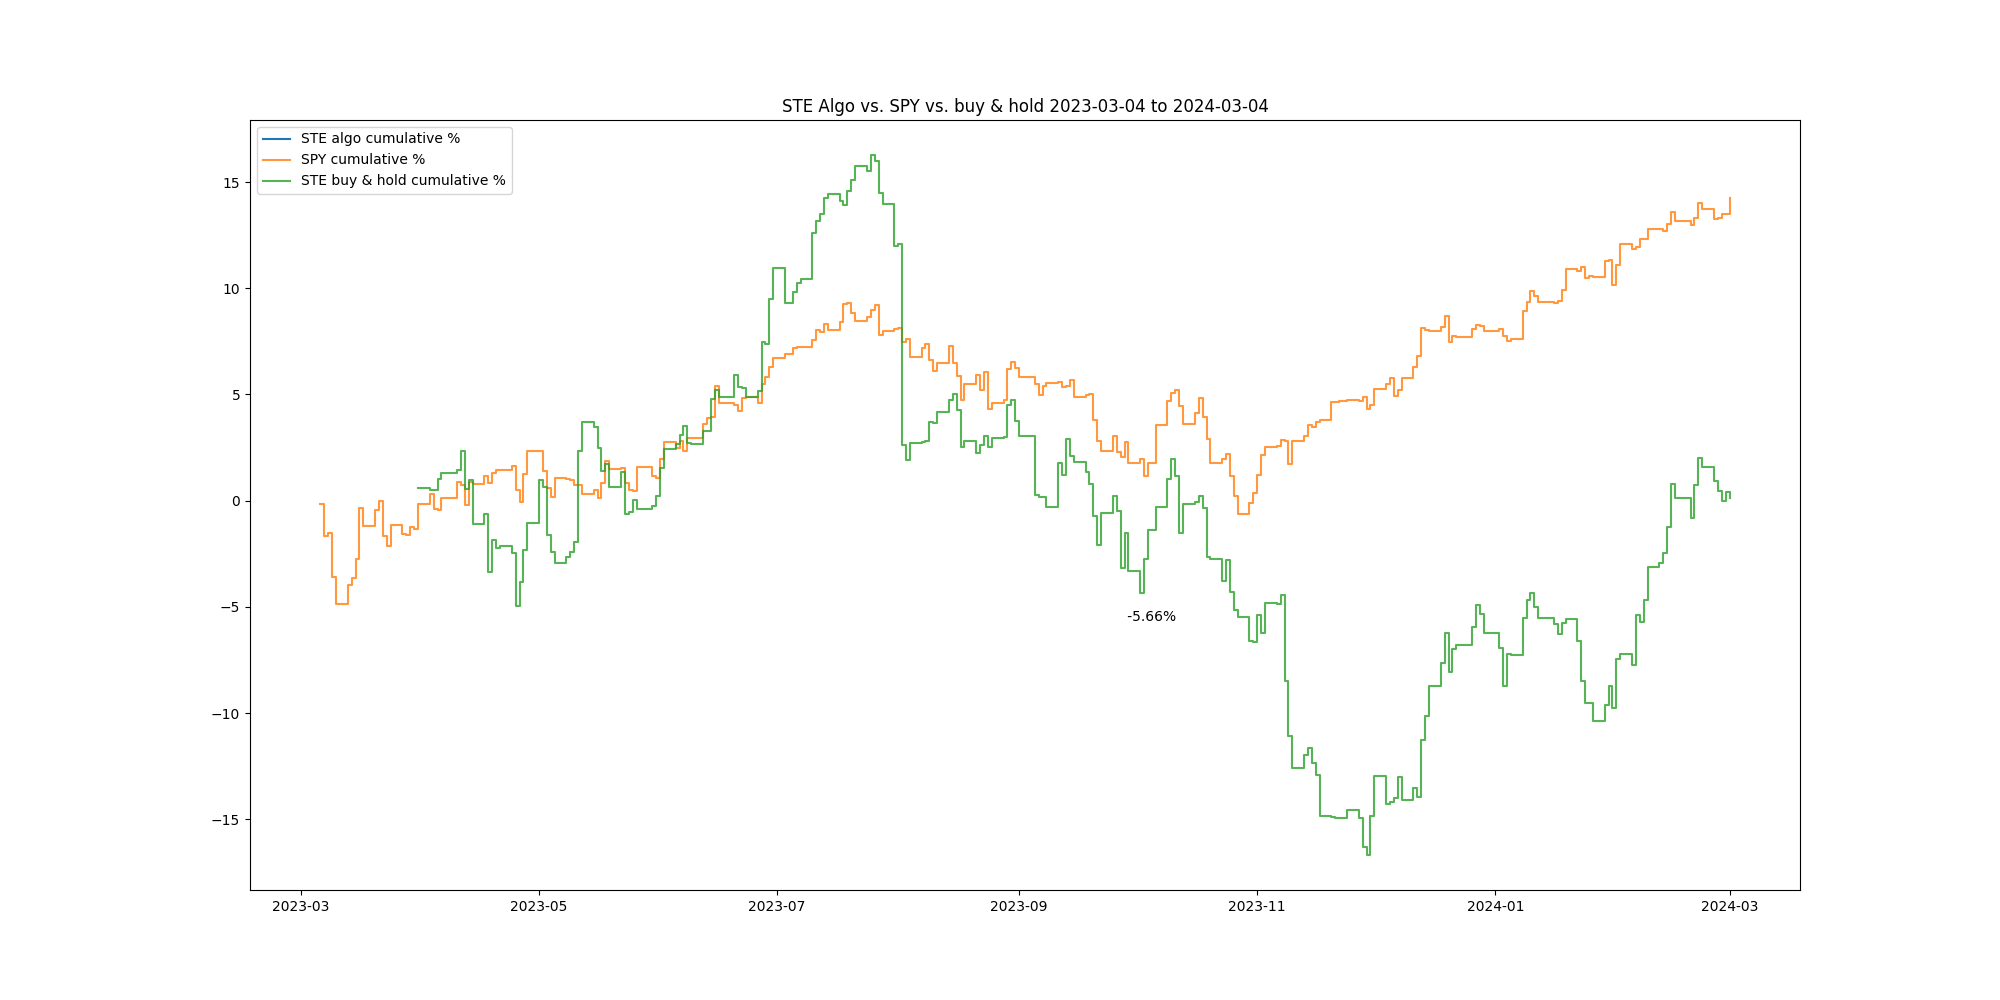 STE Algo vs. SPY vs. buy & hold 2023-03-04 to 2024-03-04
STE algo cumulative %
SPY cumulative %
STE buy & hold cumulative %
15
10
5
0
−5
−10
−15
-5.66%
2023-03 2023-05 2023-07 2023-09 2023-11 2024-01 2024-03